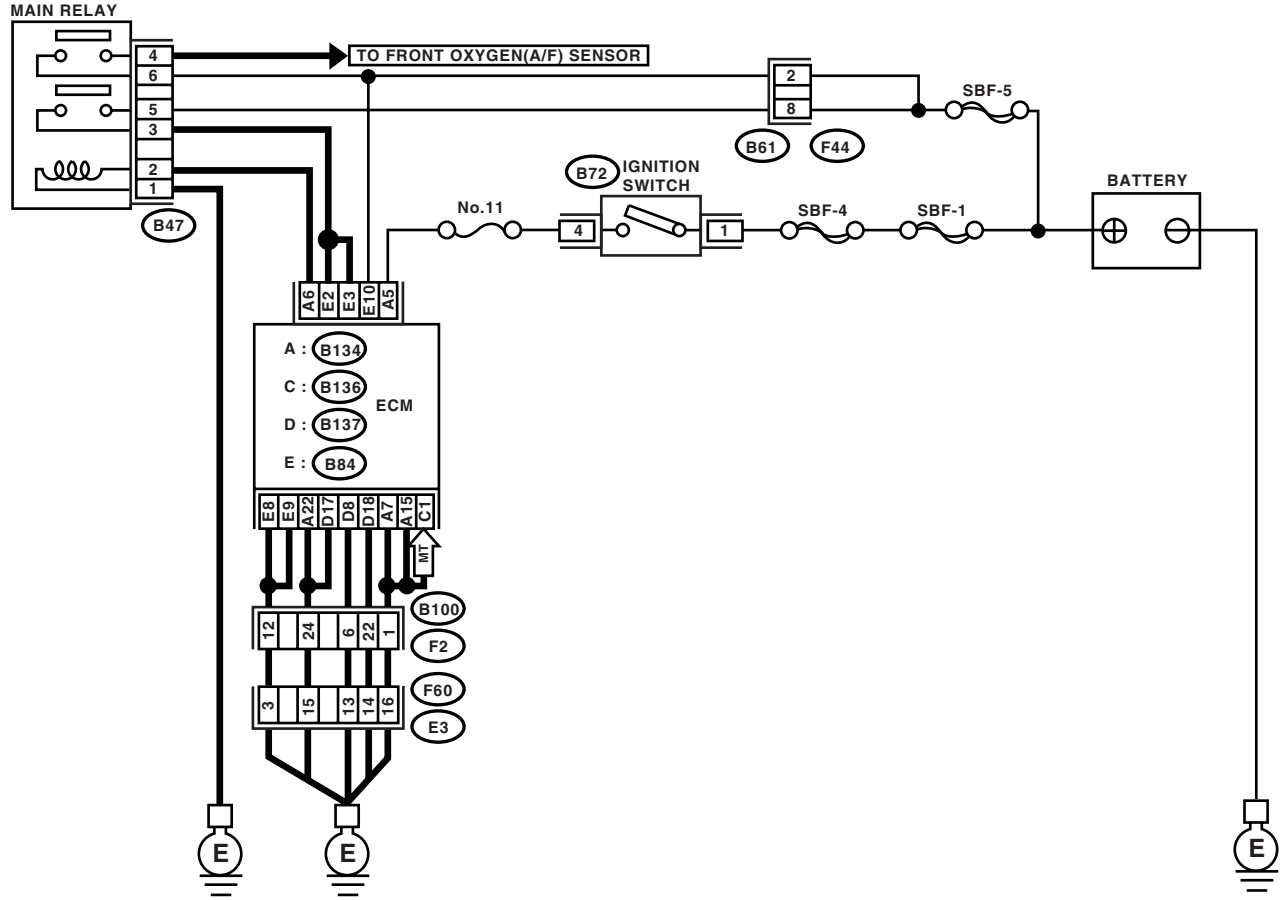 MAIN RELAY
4
TO FRONT OXYGEN(A/F) SENSOR
6
2
5
8
SBF-5
3
B61
F44
2
B72
IGNITION
SWITCH
BATTERY
1
B47
No.11
4
1
SBF-4
SBF-1
A6
E2
E3
E10
A5
A : B134
C : B136
ECM
D : B137
E : B84
E8
E9
A22
D17
D8
D18
A7
A15
C1
MT
12
24
6
22
1
B100
F2
3
15
13
14
16
F60
E3
E
E
E